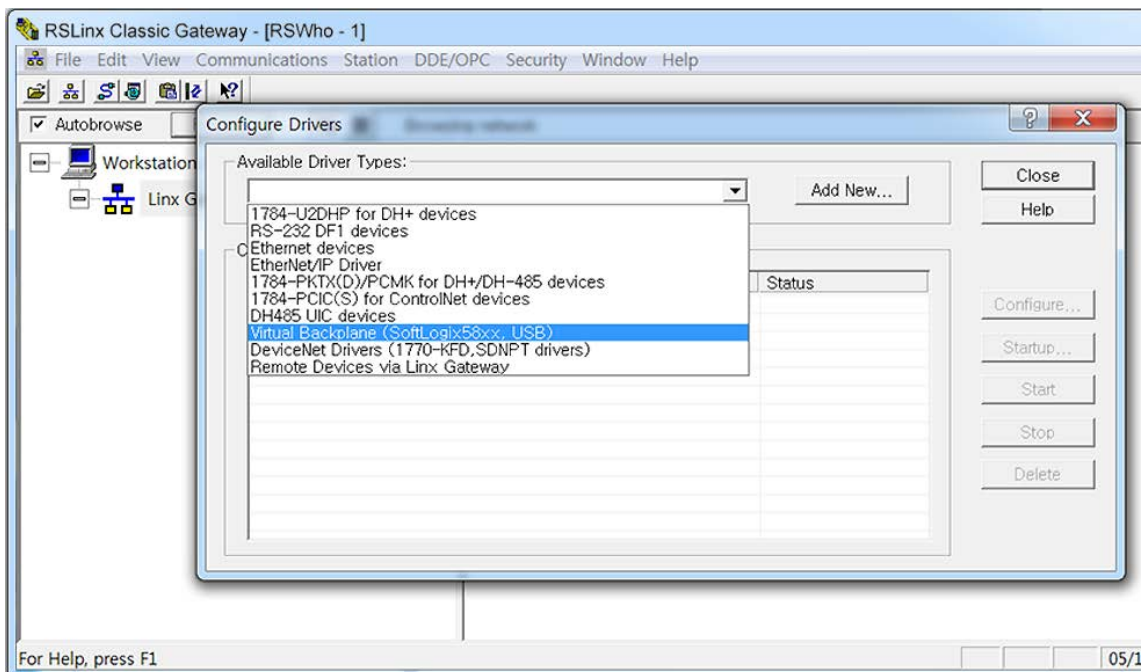 RSLinx Classic Gateway - [RSWho - 1]
File Edit View Communications Station DDE/OPC Security Window Help
Autobrowse
Configure Drivers
Workstation
Linx G
Available Driver Types:
Add New...
Close
Help
1784-U2DHP for DH+ devices
RS-232 DF1 devices
Ethernet devices
EtherNet/IP Driver
1784-PKTX(D)/PCMK for DH+/DH-485 devices
1784-PCIC(S) for ControlNet devices
DH485 UIC devices
Virtual Backplane (SoftLogix58xx, USB)
DeviceNet Drivers (1770-KFD,SDNPT drivers)
Remote Devices via Linx Gateway
C
Status
Configure...
Startup...
Start
Stop
Delete
For Help, press F1
05/1